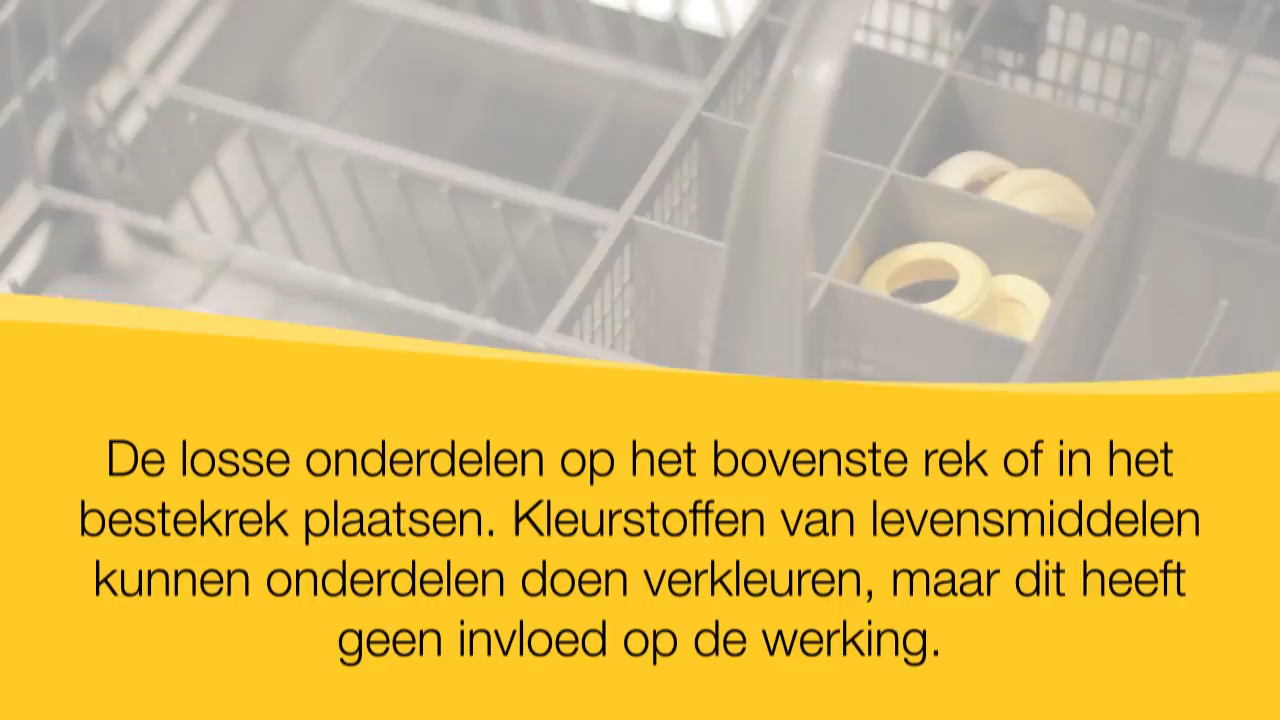 De losse onderdelen op het bovenste rek of in het
bestekrek plaatsen. Kleurstoffen van levensmiddelen
kunnen onderdelen doen verkleuren, maar dit heeft
geen invloed op de werking.